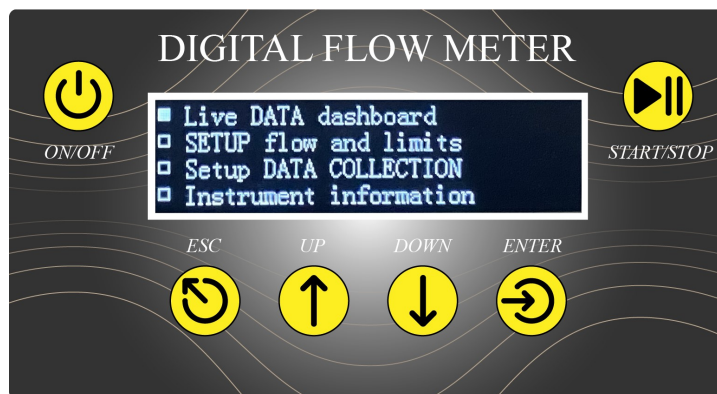 DIGITAL FLOW METER
ON/OFF
Live DATA dashboard
SETUP flow and limits
Setup DATA COLLECTION
Instrument information
START/STOP
ESC UP DOWN ENTER